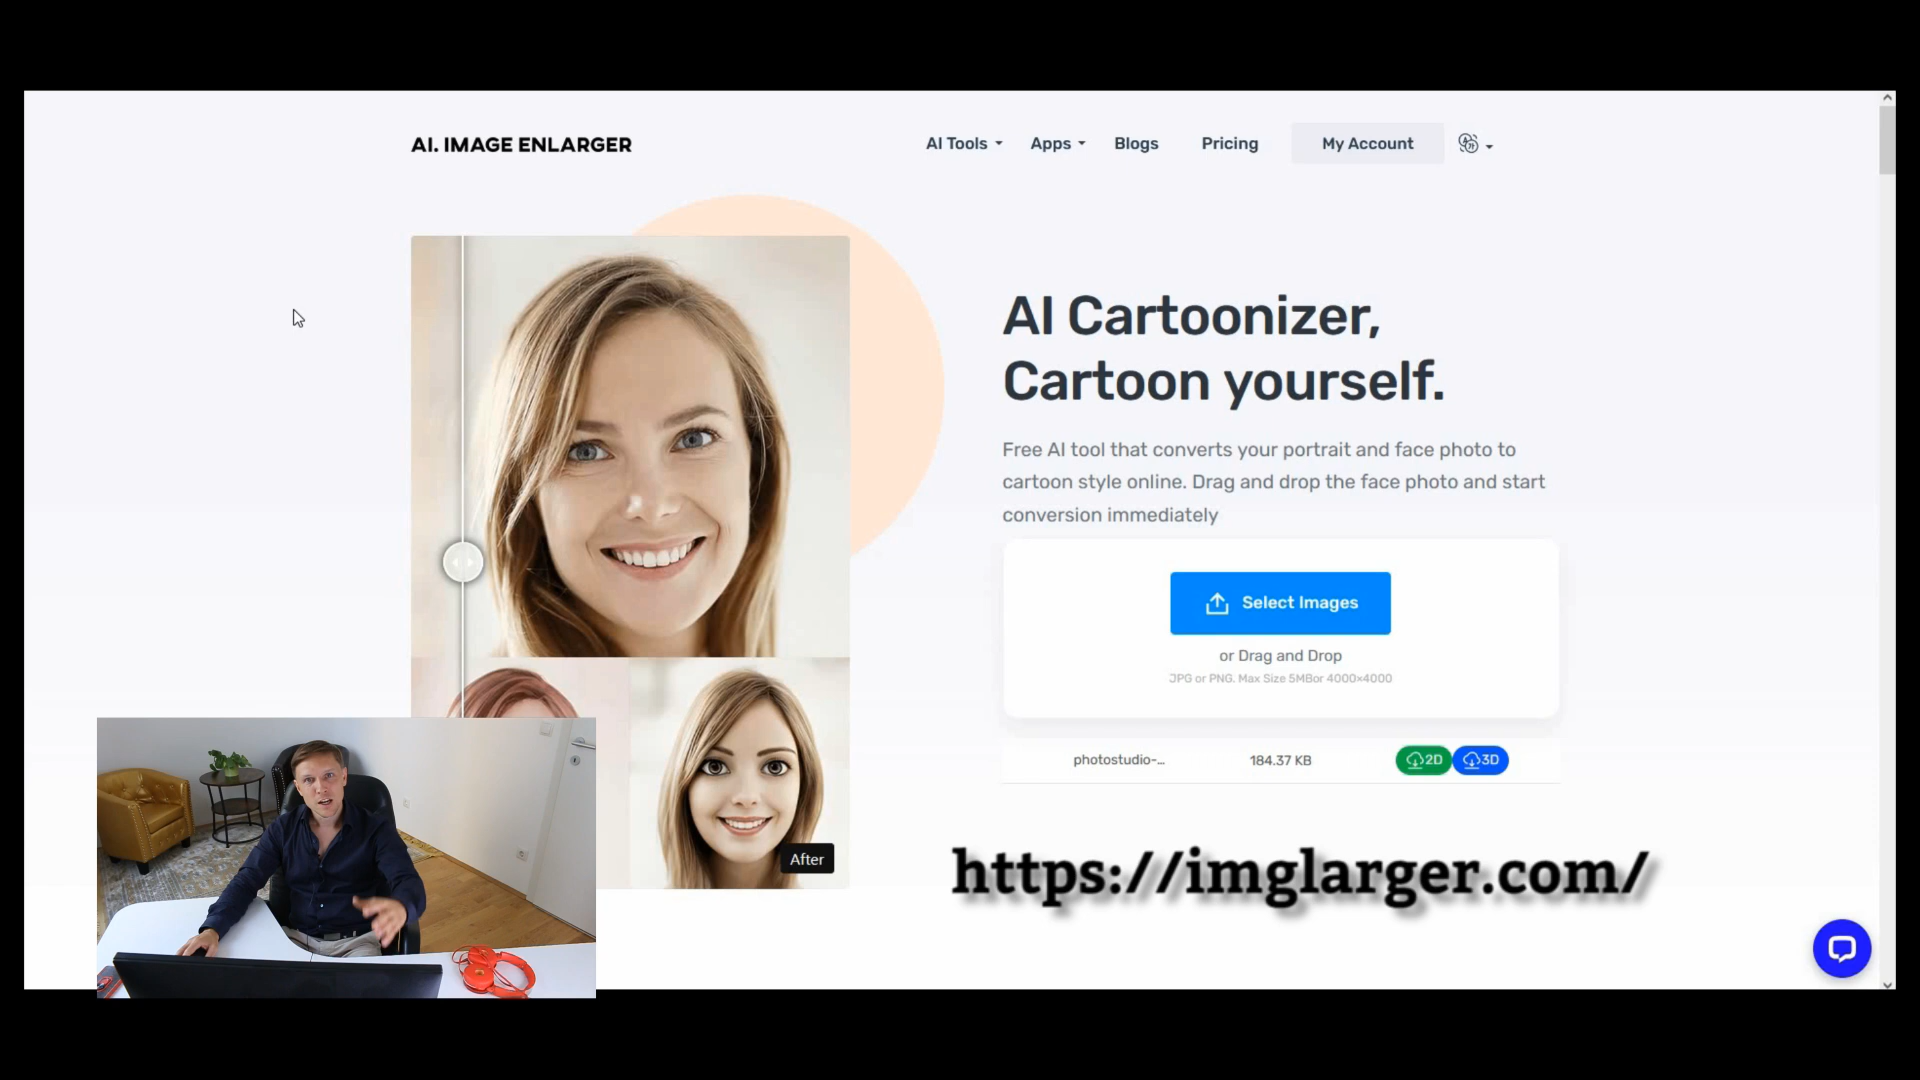 AI. IMAGE ENLARGER
AI Tools
Apps
Blogs
Pricing
My Account
AI Cartoonizer,
Cartoon yourself.
Free AI tool that converts your portrait and face photo to
cartoon style online. Drag and drop the face photo and start
conversion immediately
Select Images
or Drag and Drop
JPG or PNG. Max Size 5MBor 4000×4000
photostudio-...
184.37 KB
2D
3D
After
https://imglarger.com/